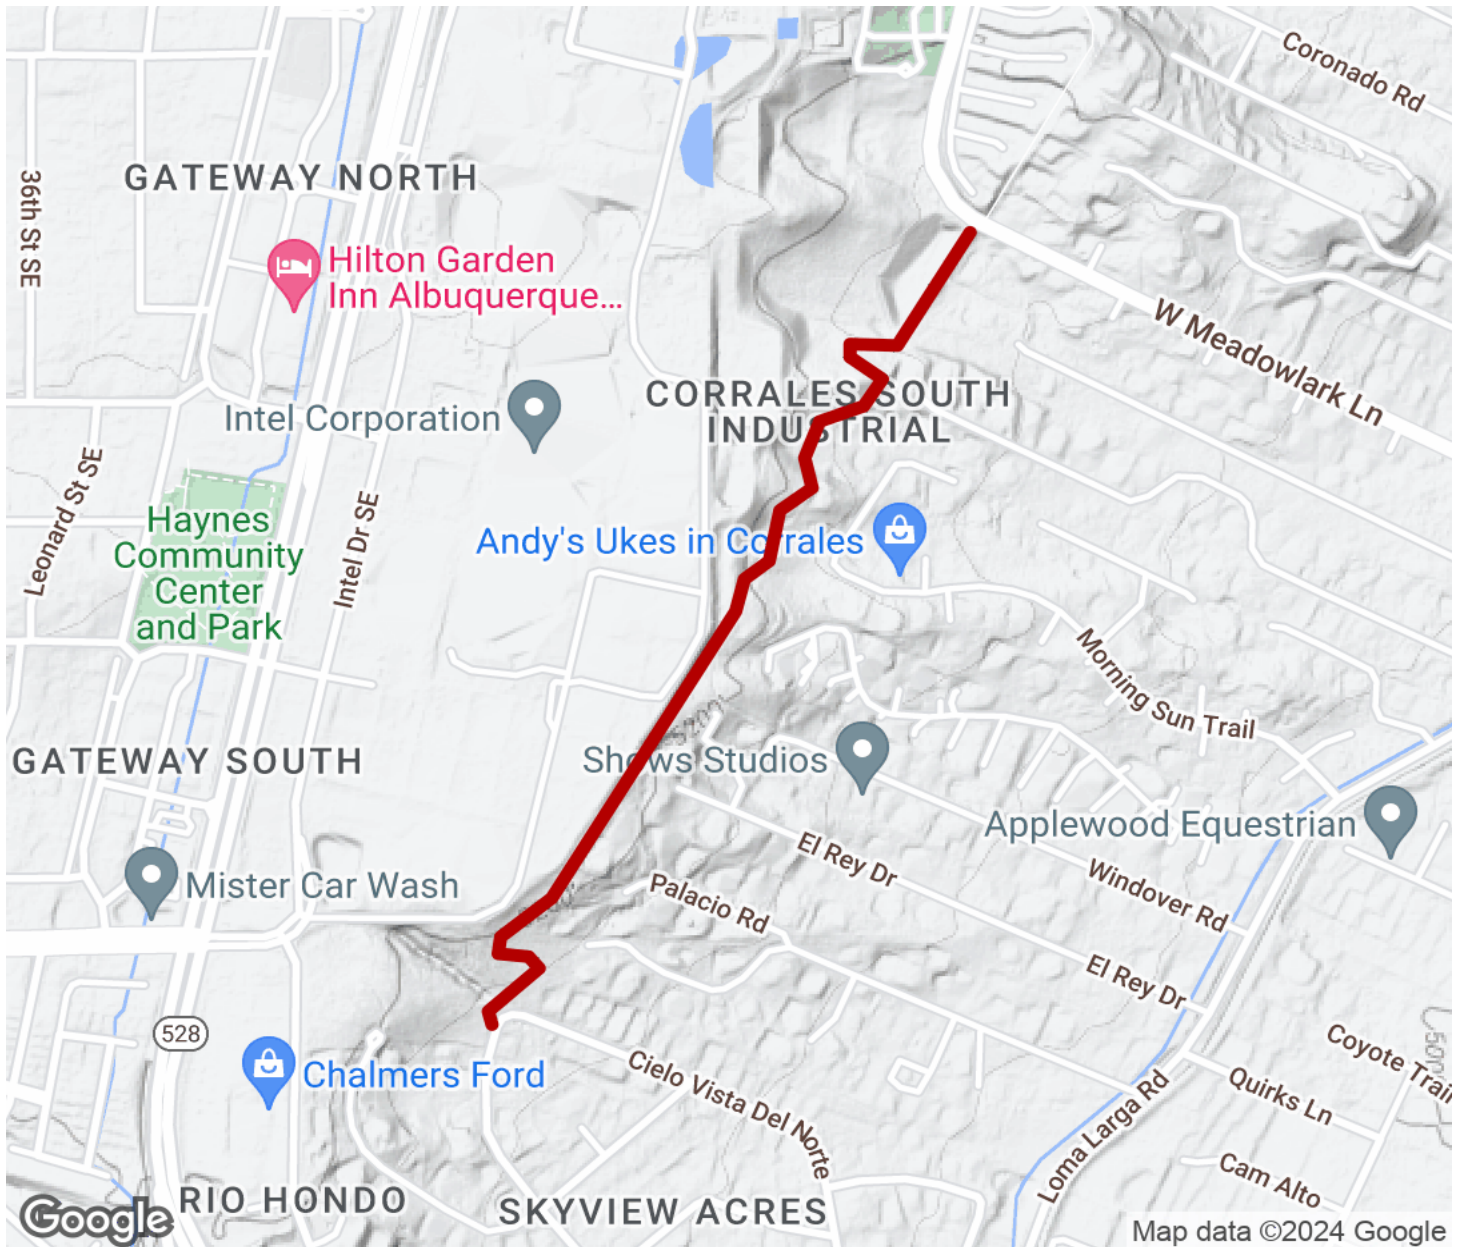 Coronado Rd
36th St SE
GATEWAY NORTH
Hilton Garden
Inn Albuquerque...
W Meadowlark Ln
CORRALES SOUTH
INDUSTRIAL
Intel Corporation
Leonard St SE
Intel Dr SE
Haynes
Community
Center
and Park
Andy's Ukes in Corrales
Morning Sun Trail
5200
GATEWAY SOUTH
Shows Studios
Applewood Equestrian
El Rey Dr
Windover Rd
Mister Car Wash
Palacio Rd
El Rey Dr
528
Chalmers Ford
Cielo Vista Del Norte
Coyote Trail
Quirks Ln
Loma Larga Rd
Cam Alto
RIO HONDO
SKYVIEW ACRES
Google
Map data ©2024 Google